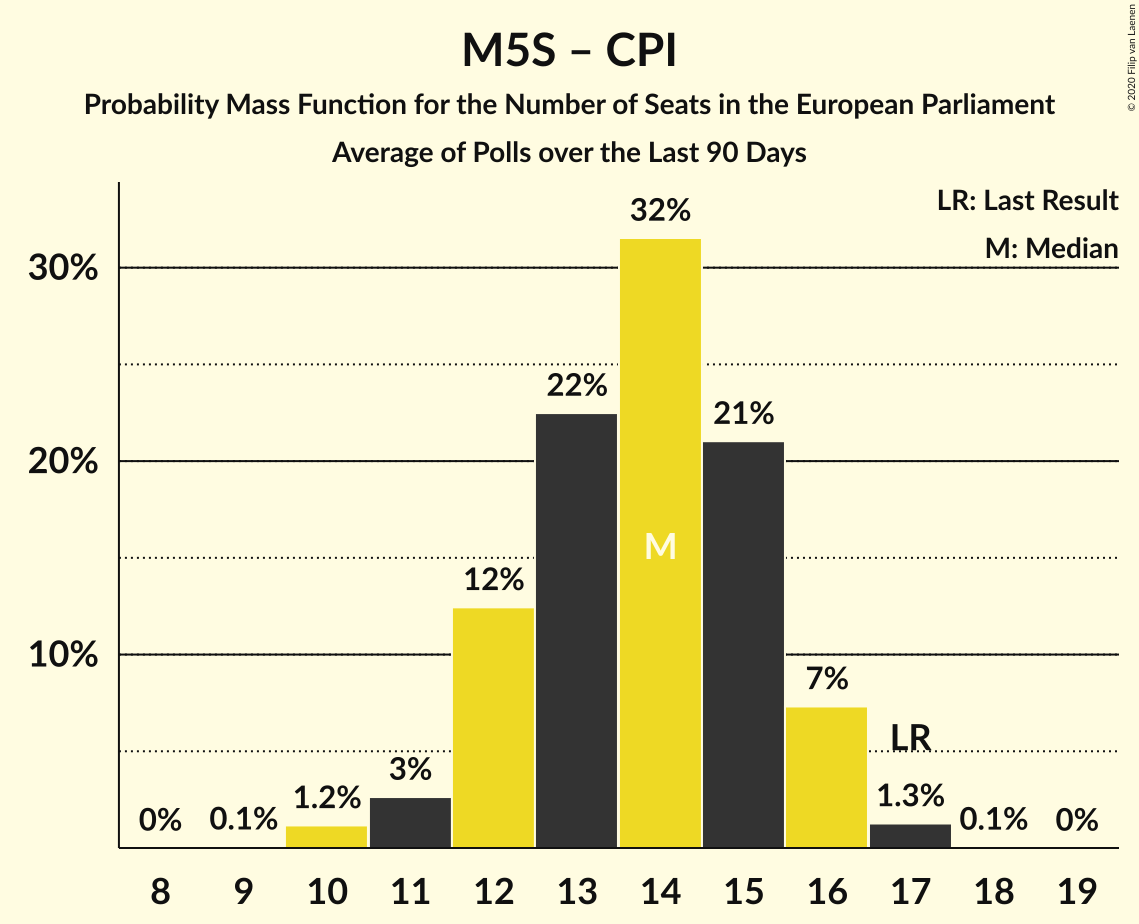 M5S – CPI
Probability Mass Function for the Number of Seats in the European Parliament
Average of Polls over the Last 90 Days
© 2020 Filip van Laenen
LR: Last Result
M: Median
30%
20%
10%
0%
0.1%
1.2%
3%
12%
22%
32%
M
21%
7%
LR
1.3%
0.1%
0%
8 9 10 11 12 13 14 15 16 17 18 19